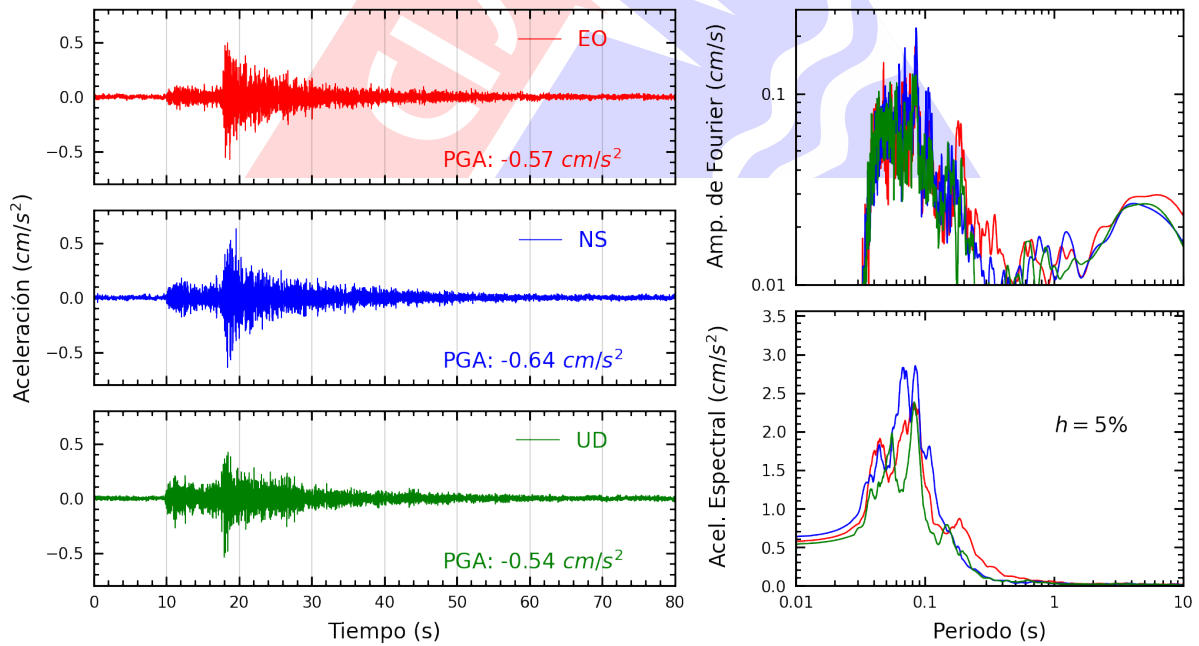 EO
PGA: -0.57 cm/s²
0.5
0.0
−0.5
NS
PGA: -0.64 cm/s²
0.5
0.0
−0.5
UD
PGA: -0.54 cm/s²
0.5
0.0
−0.5
Aceleración (cm/s²)
0 10 20 30 40 50 60 70 80
Tiempo (s)
Amp. de Fourier (cm/s)
0.1
0.01
Acel. Espectral (cm/s²)
3.5
3.0
2.5
2.0
1.5
1.0
0.5
0.0
h = 5%
0.01 0.1 1 10
Periodo (s)